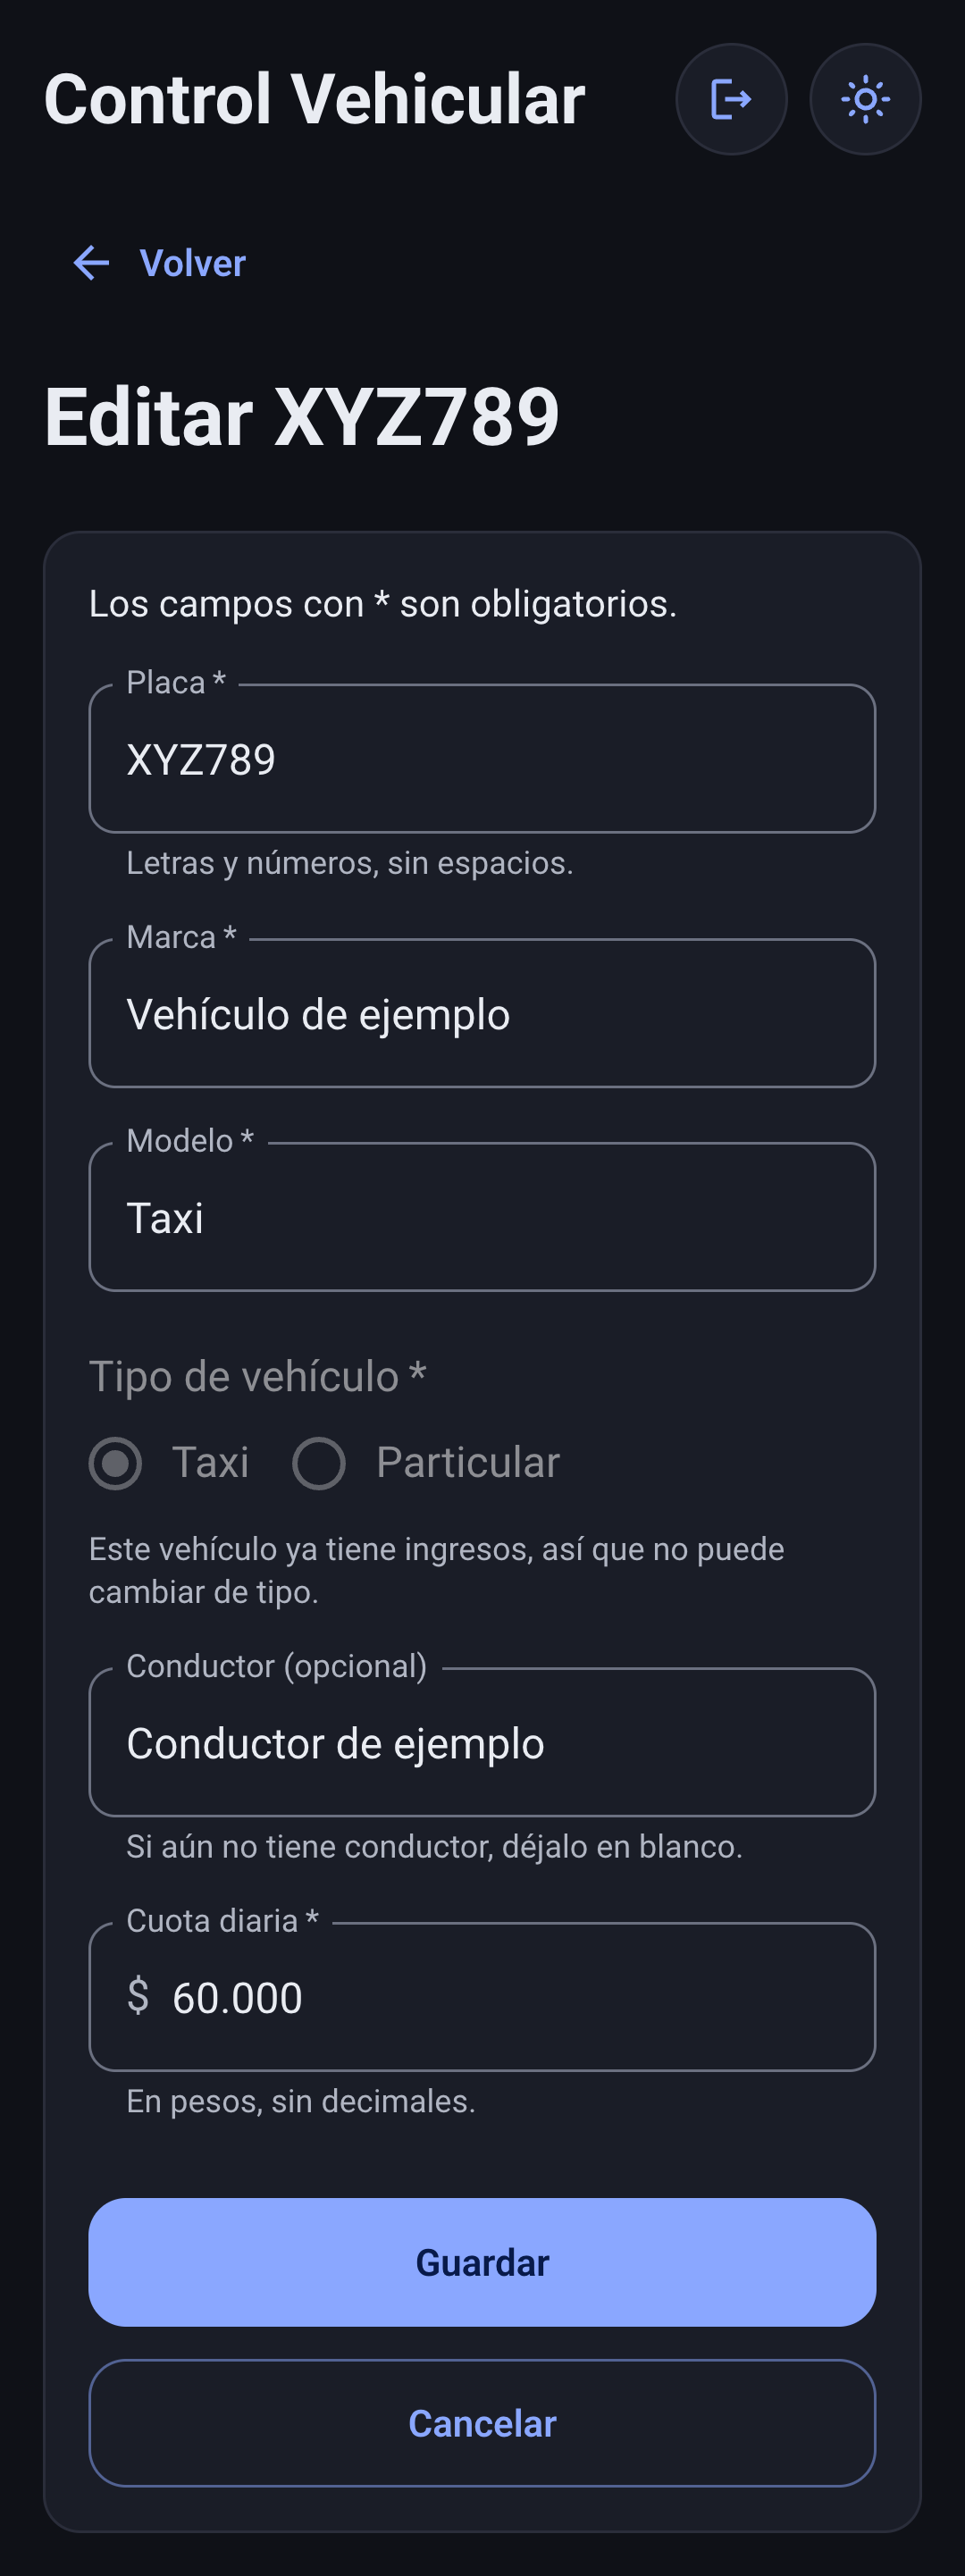 Control Vehicular
Volver
Editar XYZ789
Los campos con * son obligatorios.
Placa *
XYZ789
Letras y números, sin espacios.
Marca *
Vehículo de ejemplo
Modelo *
Taxi
Tipo de vehículo *
Taxi Particular
Este vehículo ya tiene ingresos, así que no puede
cambiar de tipo.
Conductor (opcional)
Conductor de ejemplo
Si aún no tiene conductor, déjalo en blanco.
Cuota diaria *
$ 60.000
En pesos, sin decimales.
Guardar
Cancelar